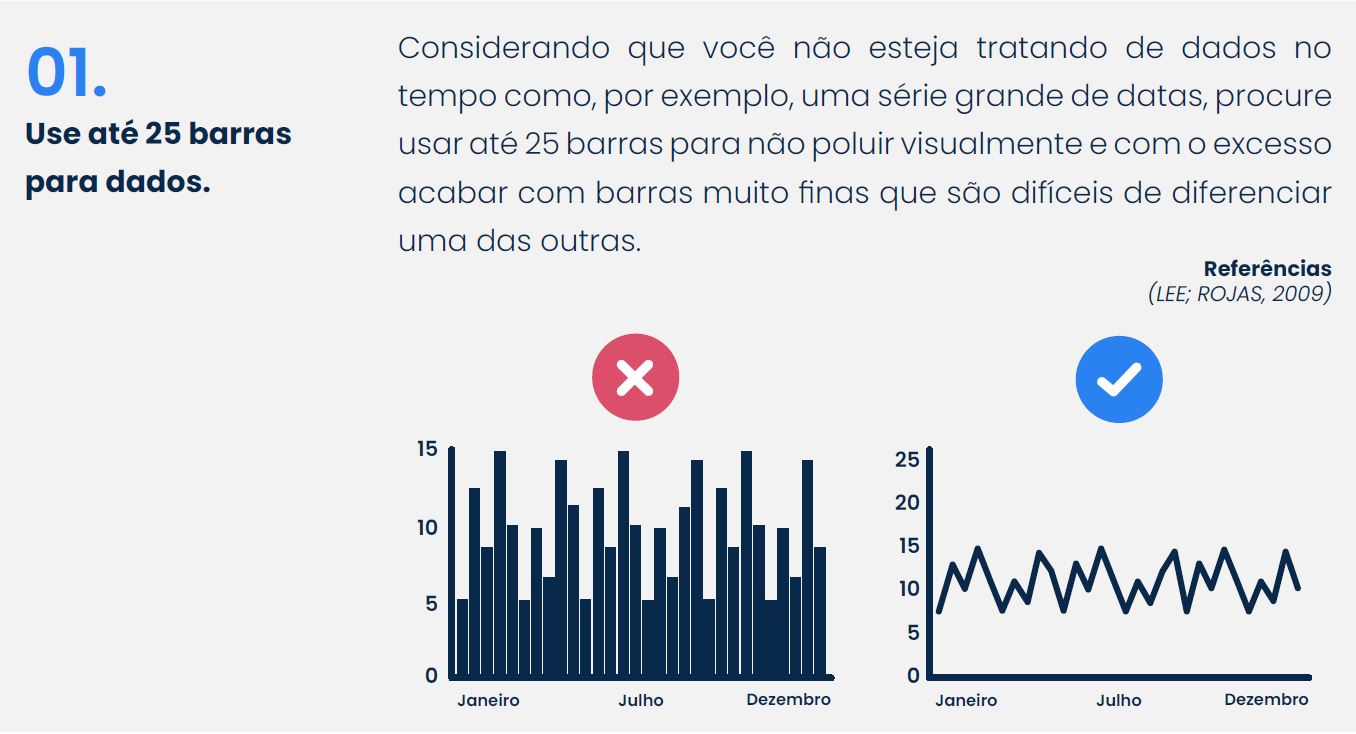 01.
Use até 25 barras
para dados.
Considerando que você não esteja tratando de dados no
tempo como, por exemplo, uma série grande de datas, procure
usar até 25 barras para não poluir visualmente e com o excesso
acabar com barras muito finas que são difíceis de diferenciar
uma das outras.
Referências
(LEE; ROJAS, 2009)
15
10
5
0
Janeiro Julho Dezembro
25
20
15
10
5
0
Janeiro Julho Dezembro